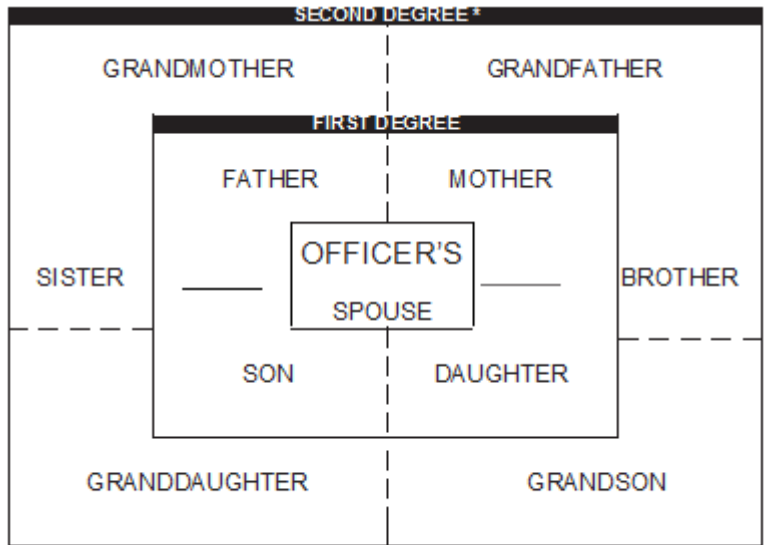 SECOND DEGREE*
GRANDMOTHER GRANDFATHER
FIRST DEGREE
FATHER MOTHER
OFFICER'S
SISTER BROTHER
SPOUSE
SON DAUGHTER
GRANDDAUGHTER GRANDSON